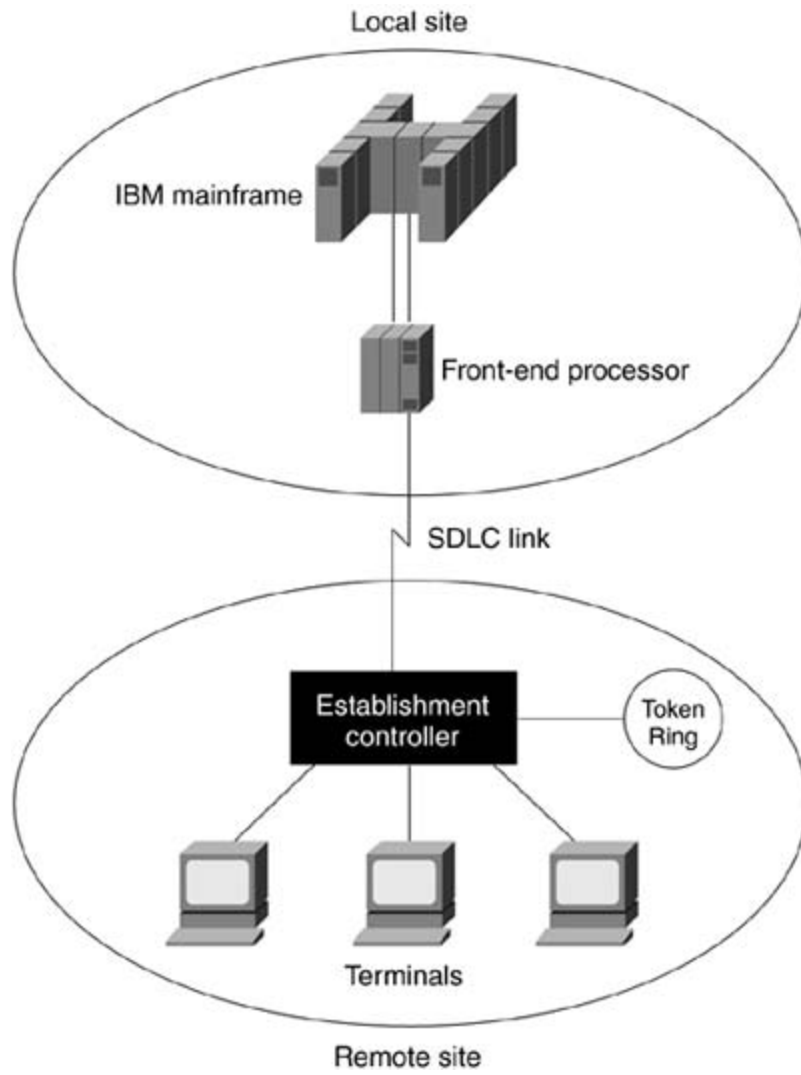 Local site
IBM mainframe
Front-end processor
SDLC link
Establishment
controller
Token
Ring
Terminals
Remote site